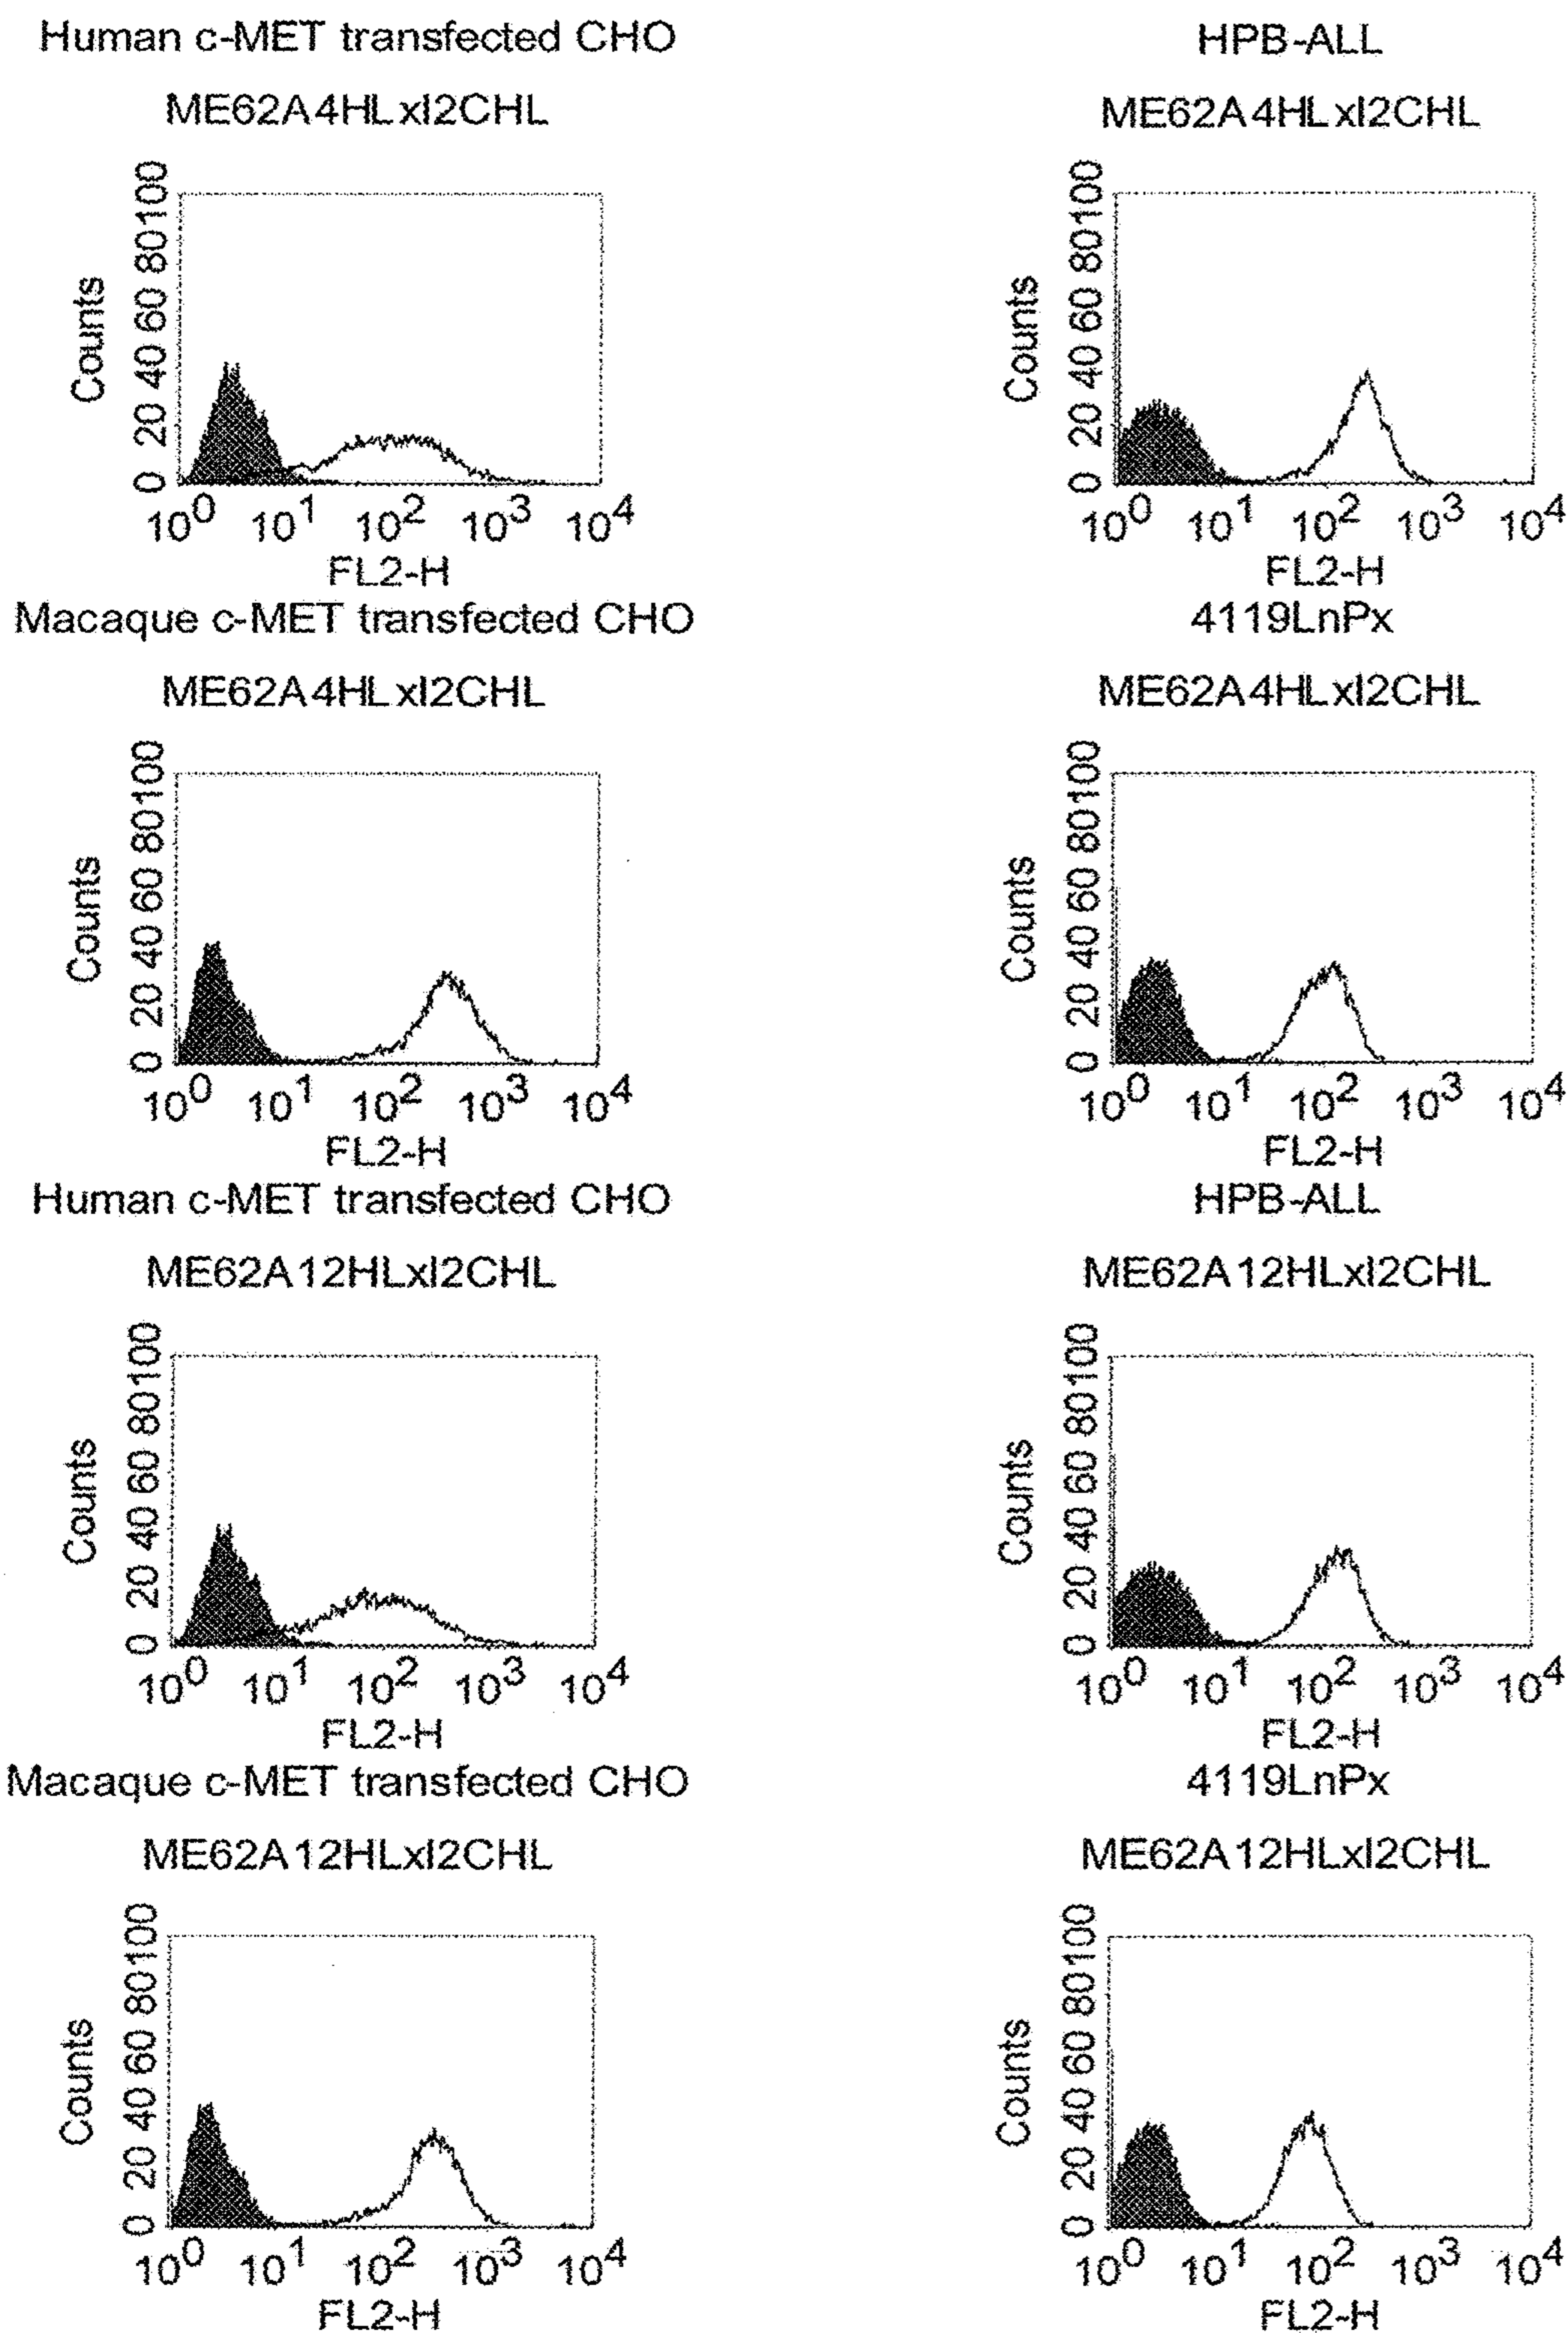 Human c-MET transfected CHO
ME62A4HLxI2CHL
Counts
0 20 40 60 80 100
10^0 10^1 10^2 10^3 10^4
FL2-H
HPB-ALL
ME62A4HLxI2CHL
Counts
0 20 40 60 80 100
10^0 10^1 10^2 10^3 10^4
FL2-H
Macaque c-MET transfected CHO
ME62A4HLxI2CHL
Counts
0 20 40 60 80 100
10^0 10^1 10^2 10^3 10^4
FL2-H
4119LnPx
ME62A4HLxI2CHL
Counts
0 20 40 60 80 100
10^0 10^1 10^2 10^3 10^4
FL2-H
Human c-MET transfected CHO
ME62A12HLxI2CHL
Counts
0 20 40 60 80 100
10^0 10^1 10^2 10^3 10^4
FL2-H
HPB-ALL
ME62A12HLxI2CHL
Counts
0 20 40 60 80 100
10^0 10^1 10^2 10^3 10^4
FL2-H
Macaque c-MET transfected CHO
ME62A12HLxI2CHL
Counts
0 20 40 60 80 100
10^0 10^1 10^2 10^3 10^4
FL2-H
4119LnPx
ME62A12HLxI2CHL
Counts
0 20 40 60 80 100
10^0 10^1 10^2 10^3 10^4
FL2-H